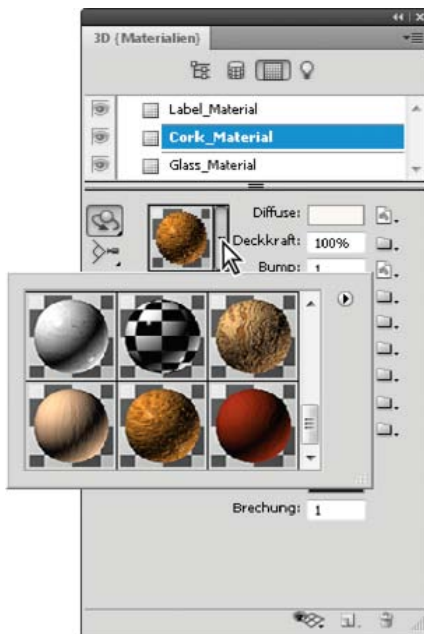 3D {Materialien}
Label_Material
Cork_Material
Glass_Material
Diffuse:
Deckkraft: 100%
Bump: 1
Brechung: 1